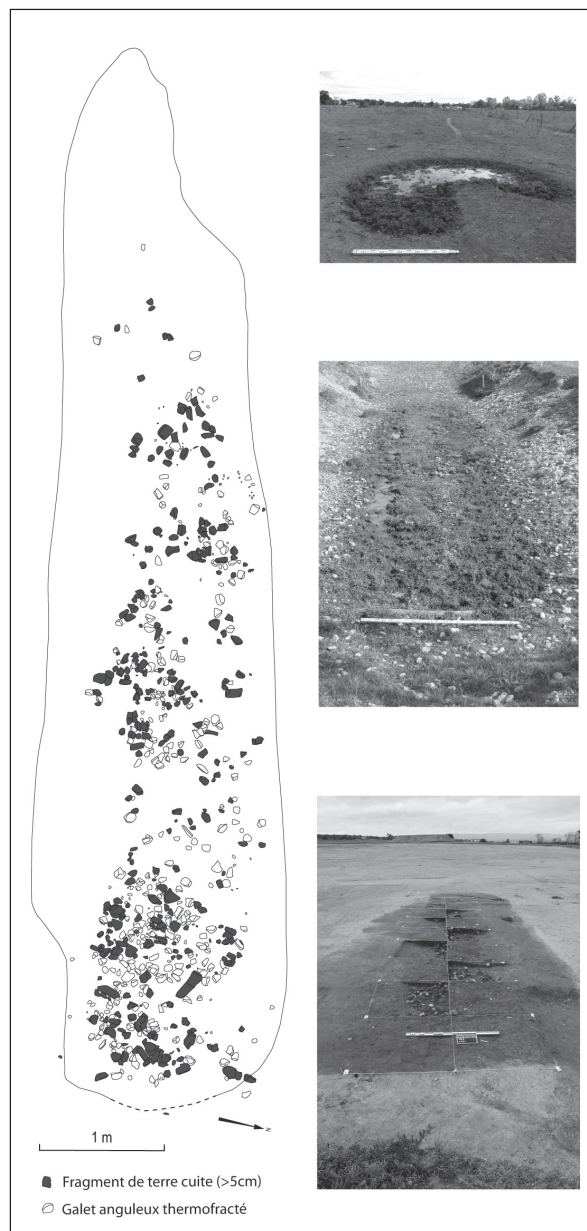 N
1 m
Fragment de terre cuite (>5cm)
Galet anguleux thermofracté